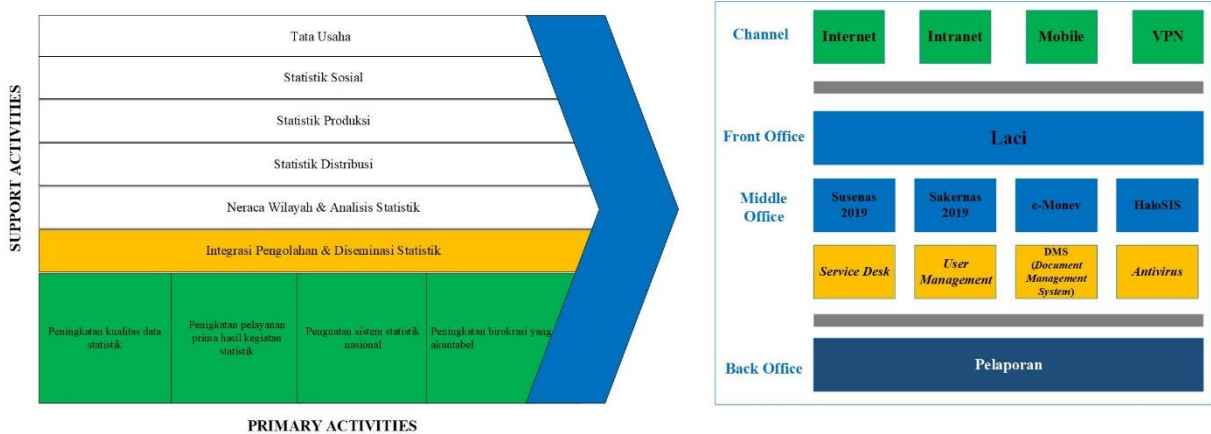 SUPPORT ACTIVITIES
Tata Usaha
Statistik Sosial
Statistik Produksi
Statistik Distribusi
Neraca Wilayah & Analisis Statistik
Integrasi Pengolahan & Diseminasi Statistik
Peningkatan kualitas data
statistik
Penigkatan pelayanan
prima hasil kegiatan
statistik
Penguatan sistem statistik
nasional
Peningkatan birokrasi yang
akuntabel
PRIMARY ACTIVITIES
Channel
Internet
Intranet
Mobile
VPN
Front Office
Laci
Middle
Office
Susenas
2019
Sakernas
2019
e-Monev
HaloSIS
Service Desk
User
Management
DMS
(Document
Management
System)
Antivirus
Back Office
Pelaporan